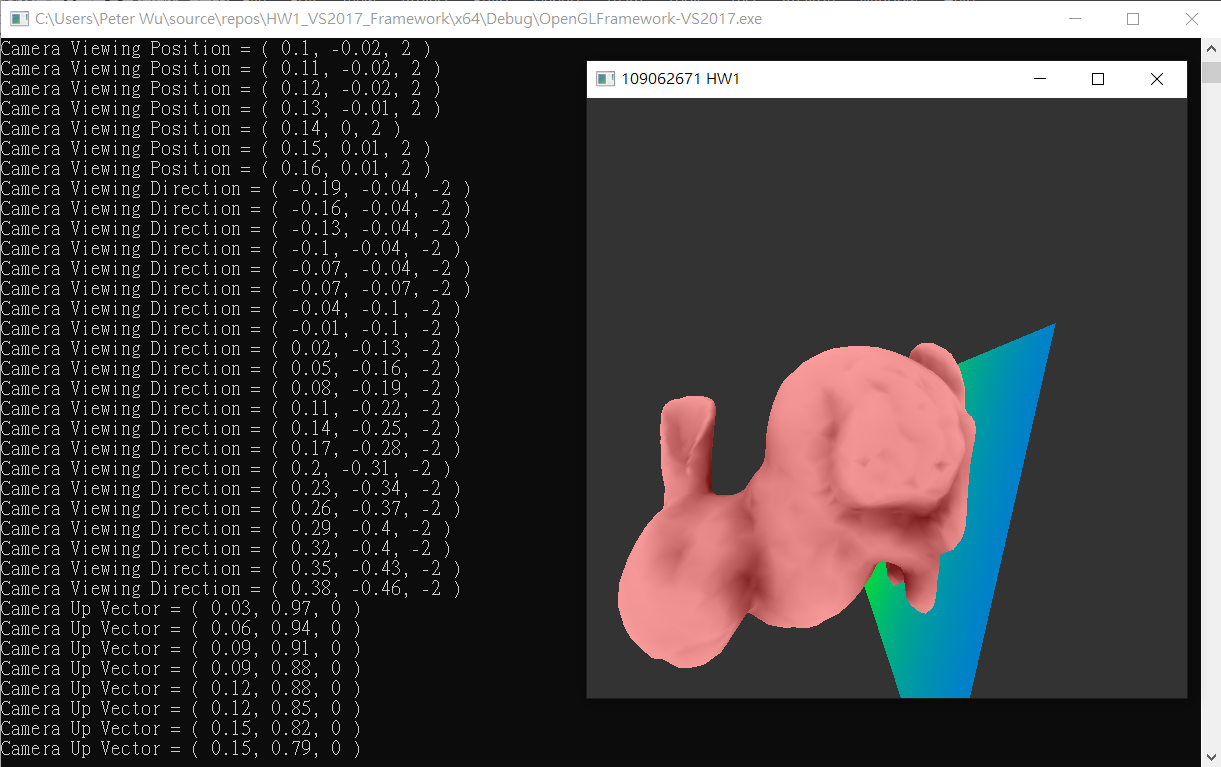 C:\Users\Peter Wu\source\repos\HW1_VS2017_Framework\x64\Debug\OpenGLFramework-VS2017.exe
Camera Viewing Position = ( 0.1, -0.02, 2 )
Camera Viewing Position = ( 0.11, -0.02, 2 )
Camera Viewing Position = ( 0.12, -0.02, 2 )
Camera Viewing Position = ( 0.13, -0.01, 2 )
Camera Viewing Position = ( 0.14, 0, 2 )
Camera Viewing Position = ( 0.15, 0.01, 2 )
Camera Viewing Position = ( 0.16, 0.01, 2 )
Camera Viewing Direction = ( -0.19, -0.04, -2 )
Camera Viewing Direction = ( -0.16, -0.04, -2 )
Camera Viewing Direction = ( -0.13, -0.04, -2 )
Camera Viewing Direction = ( -0.1, -0.04, -2 )
Camera Viewing Direction = ( -0.07, -0.04, -2 )
Camera Viewing Direction = ( -0.07, -0.07, -2 )
Camera Viewing Direction = ( -0.04, -0.1, -2 )
Camera Viewing Direction = ( -0.01, -0.1, -2 )
Camera Viewing Direction = ( 0.02, -0.13, -2 )
Camera Viewing Direction = ( 0.05, -0.16, -2 )
Camera Viewing Direction = ( 0.08, -0.19, -2 )
Camera Viewing Direction = ( 0.11, -0.22, -2 )
Camera Viewing Direction = ( 0.14, -0.25, -2 )
Camera Viewing Direction = ( 0.17, -0.28, -2 )
Camera Viewing Direction = ( 0.2, -0.31, -2 )
Camera Viewing Direction = ( 0.23, -0.34, -2 )
Camera Viewing Direction = ( 0.26, -0.37, -2 )
Camera Viewing Direction = ( 0.29, -0.4, -2 )
Camera Viewing Direction = ( 0.32, -0.4, -2 )
Camera Viewing Direction = ( 0.35, -0.43, -2 )
Camera Viewing Direction = ( 0.38, -0.46, -2 )
Camera Up Vector = ( 0.03, 0.97, 0 )
Camera Up Vector = ( 0.06, 0.94, 0 )
Camera Up Vector = ( 0.09, 0.91, 0 )
Camera Up Vector = ( 0.09, 0.88, 0 )
Camera Up Vector = ( 0.12, 0.88, 0 )
Camera Up Vector = ( 0.12, 0.85, 0 )
Camera Up Vector = ( 0.15, 0.82, 0 )
Camera Up Vector = ( 0.15, 0.79, 0 )
109062671 HW1